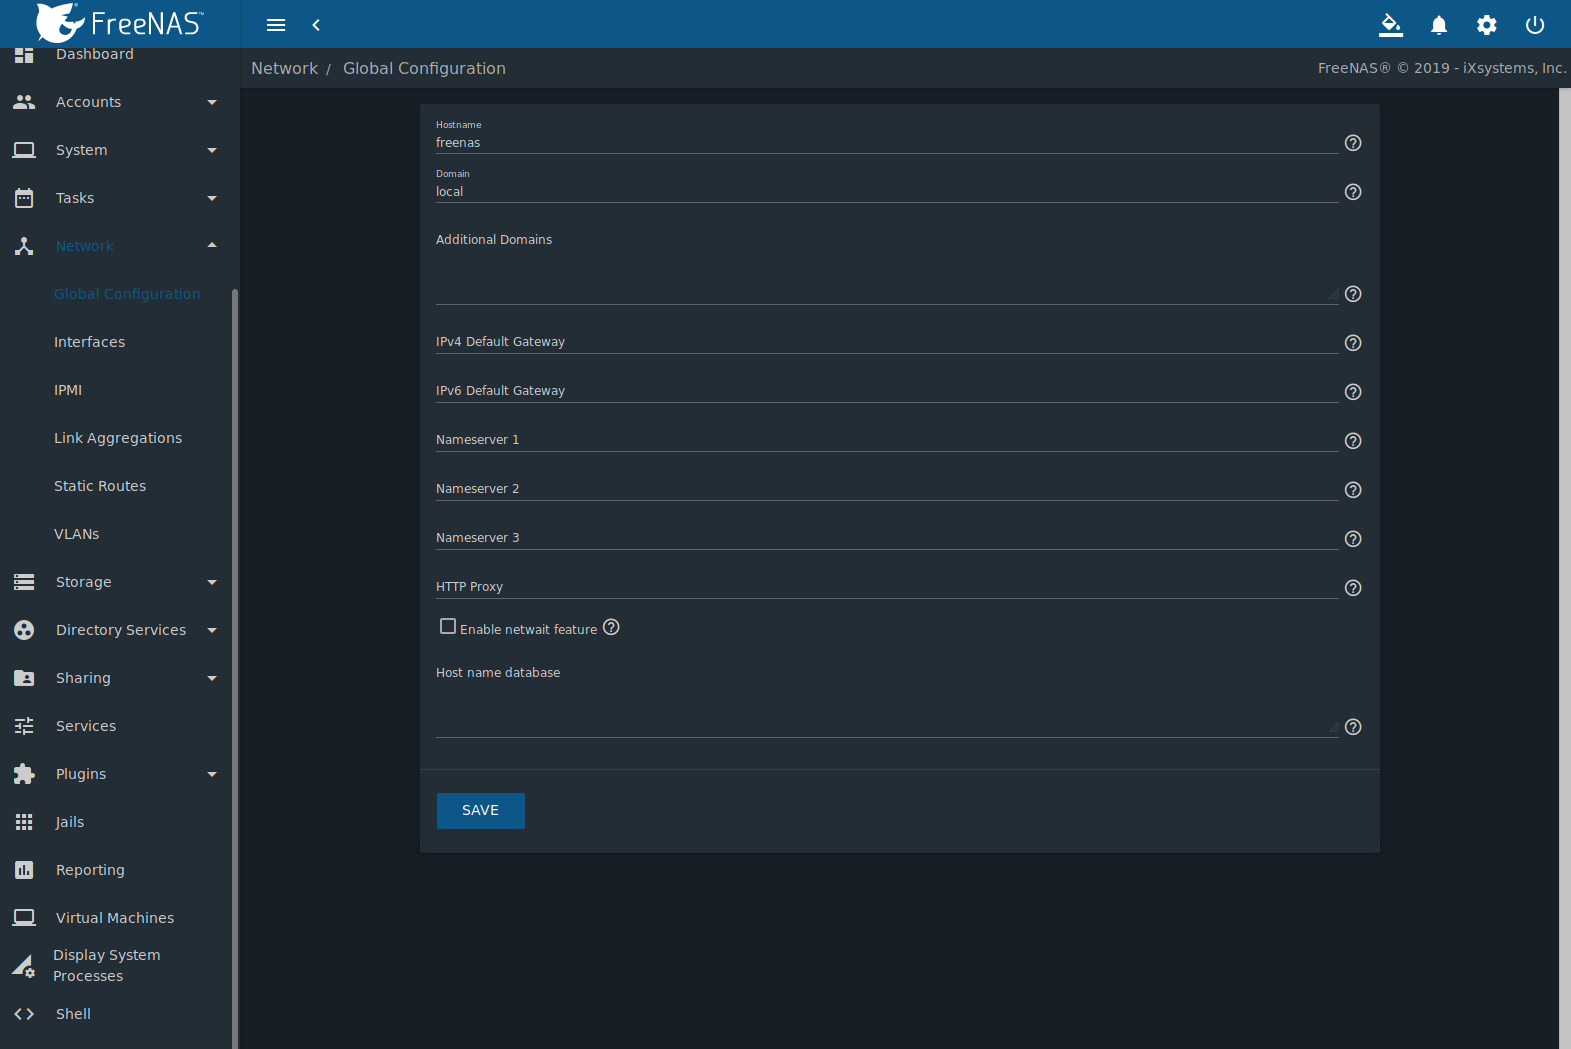 FreeNAS™
Network / Global Configuration
FreeNAS® © 2019 - iXsystems, Inc.
Dashboard
Accounts
System
Tasks
Network
Global Configuration
Interfaces
IPMI
Link Aggregations
Static Routes
VLANs
Storage
Directory Services
Sharing
Services
Plugins
Jails
Reporting
Virtual Machines
Display System
Processes
Shell
Hostname
freenas
Domain
local
Additional Domains
IPv4 Default Gateway
IPv6 Default Gateway
Nameserver 1
Nameserver 2
Nameserver 3
HTTP Proxy
Enable netwait feature
Host name database
SAVE